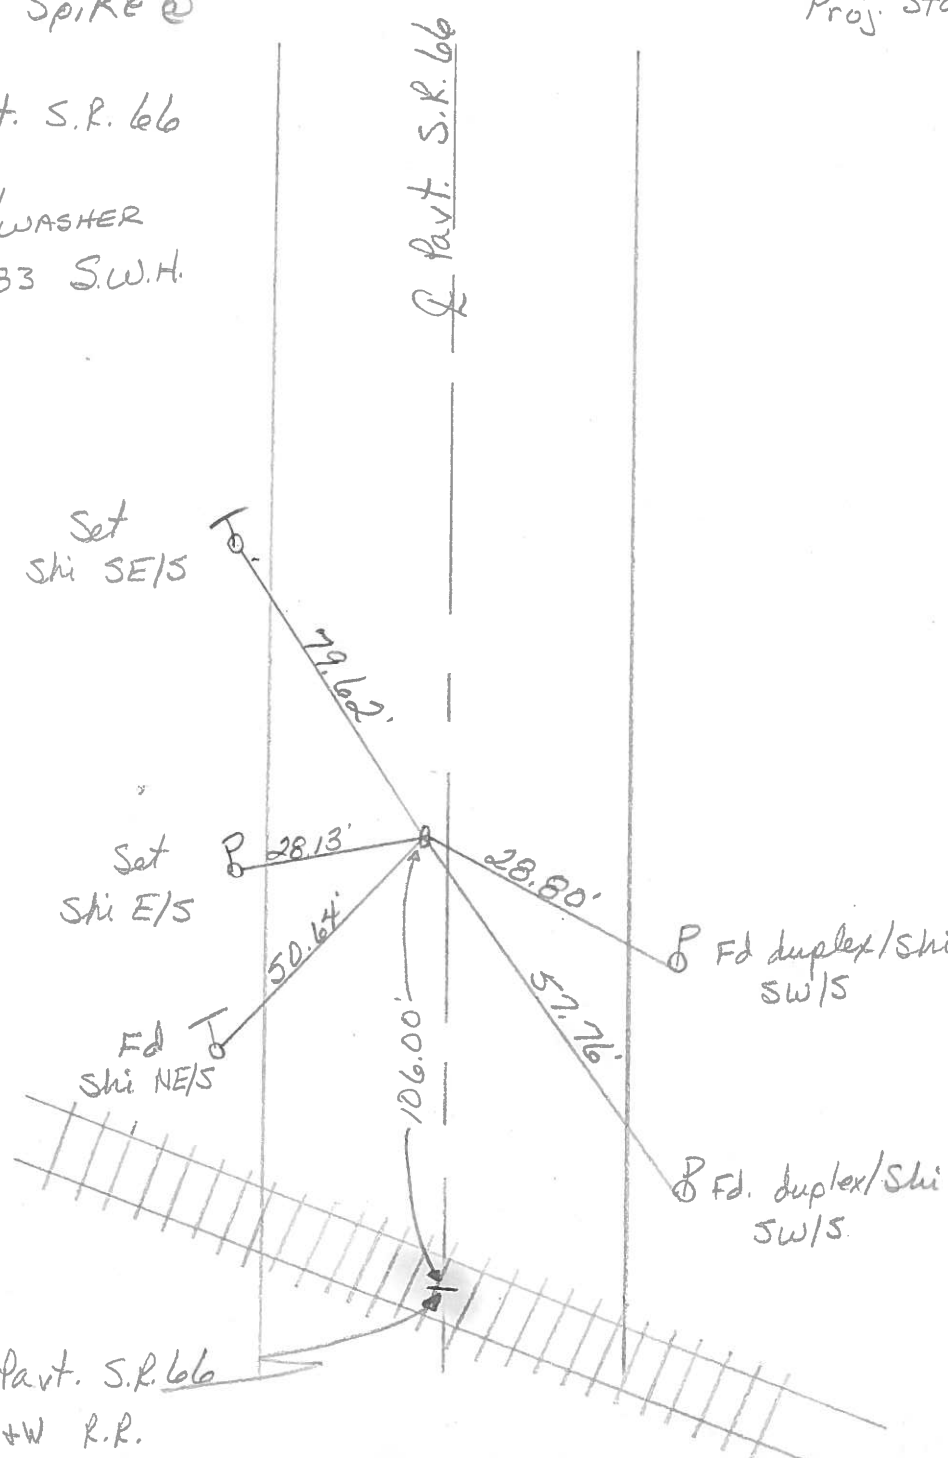 Spike @
Proj. Sta
t. S.R. 66
WASHER
33 S.W.H.
℄ Pavt. S.R. 66
Set
Shi SE/S
79.62'
Set
Shi E/S
28.13'
28.80'
50.64'
Fd duplex/Shi
SW/S
57.76'
Fd
Shi NE/S
106.00'
Fd. duplex/Shi
SW/S
Pavt. S.R. 66
+W R.R.